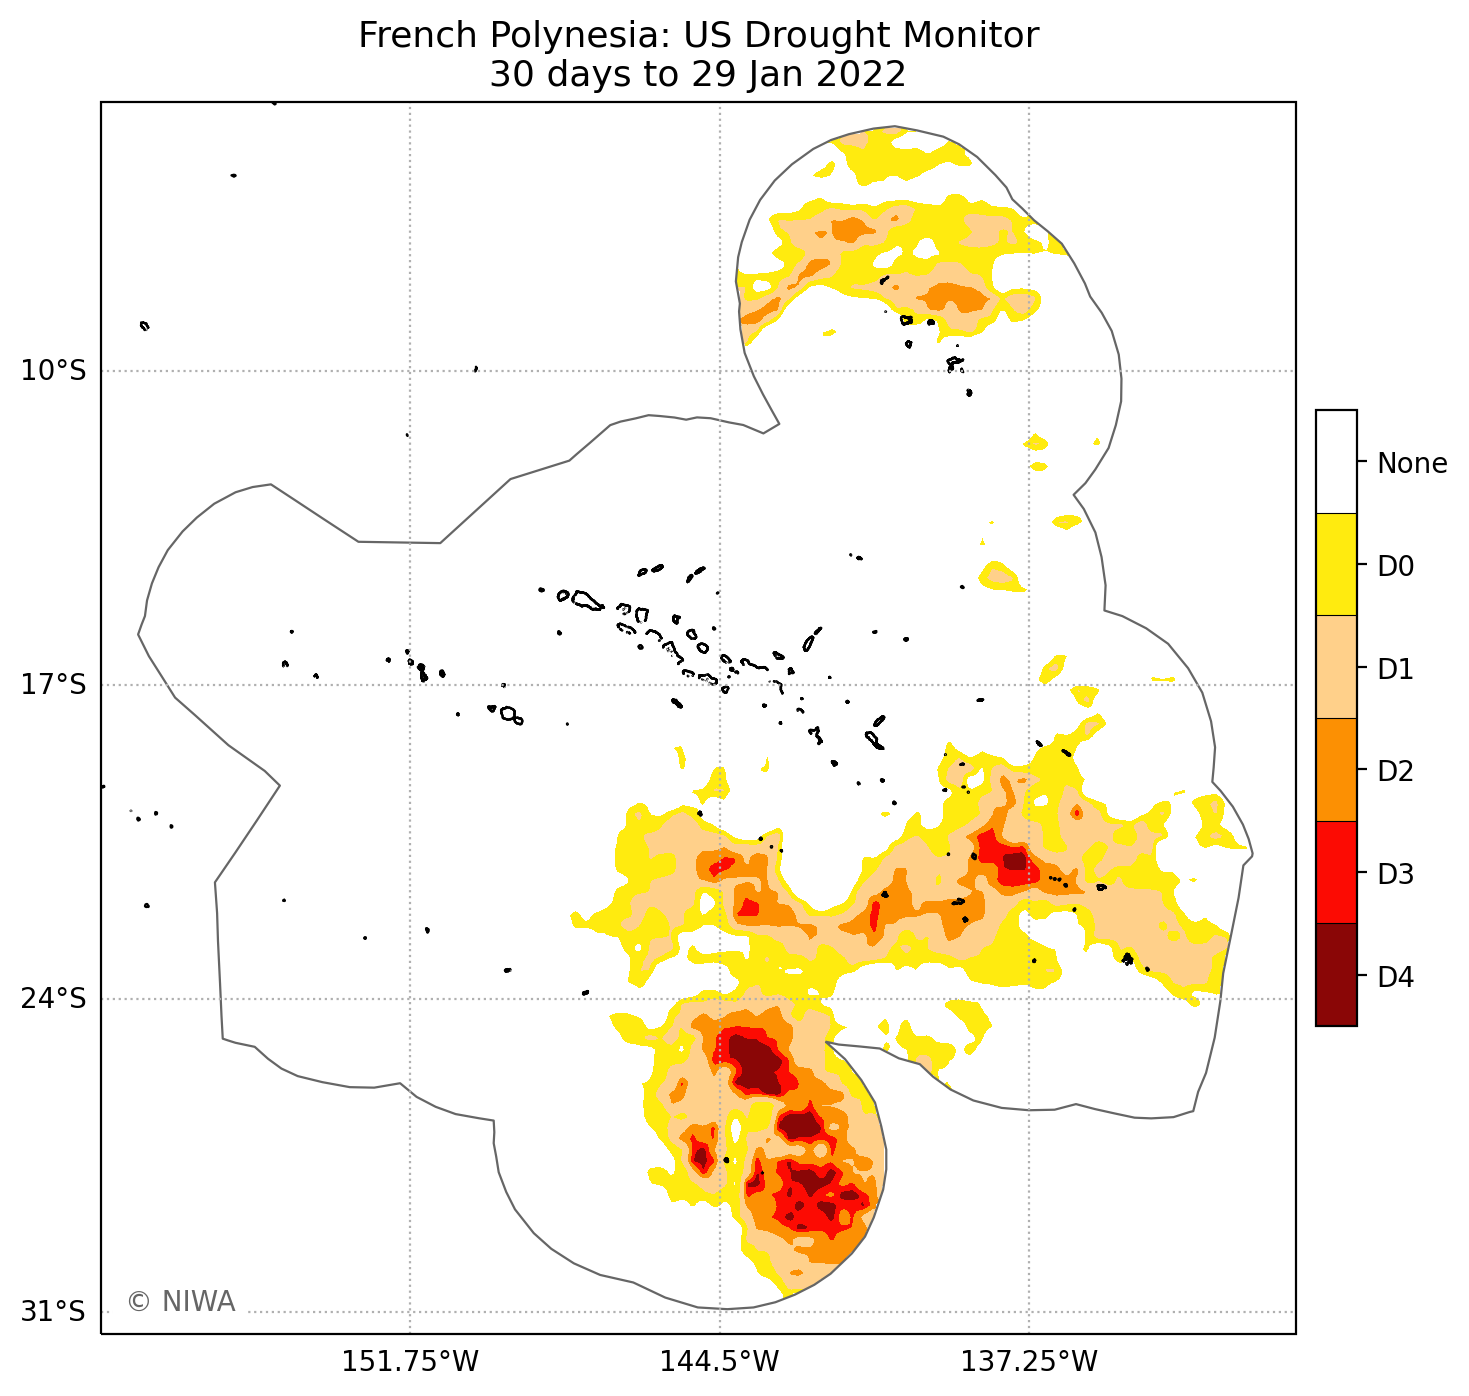 French Polynesia: US Drought Monitor
30 days to 29 Jan 2022
10°S
17°S
24°S
31°S
151.75°W
144.5°W
137.25°W
None
D0
D1
D2
D3
D4
© NIWA